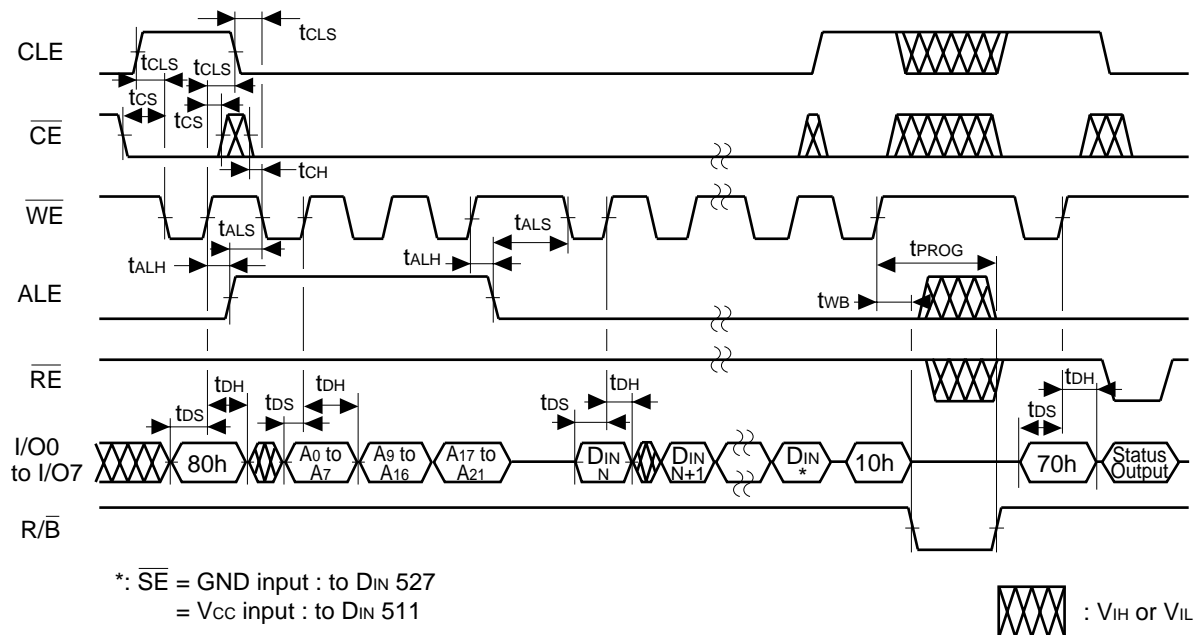 tCLS
CLE
tCLS
tCLS
tCS
tCS
CE
tCH
WE
tALS
tALS
tALH
tALH
tPROG
ALE
tWB
RE
tDH
tDS
tDS
tDH
tDS
tDH
tDS
tDH
I/O0
to I/O7
80h
A0 to
A7
A9 to
A16
A17 to
A21
DIN
N
DIN
N+1
DIN
*
10h
70h
Status
Output
R/B
*: SE = GND input : to DIN 527
= VCC input : to DIN 511
: VIH or VIL